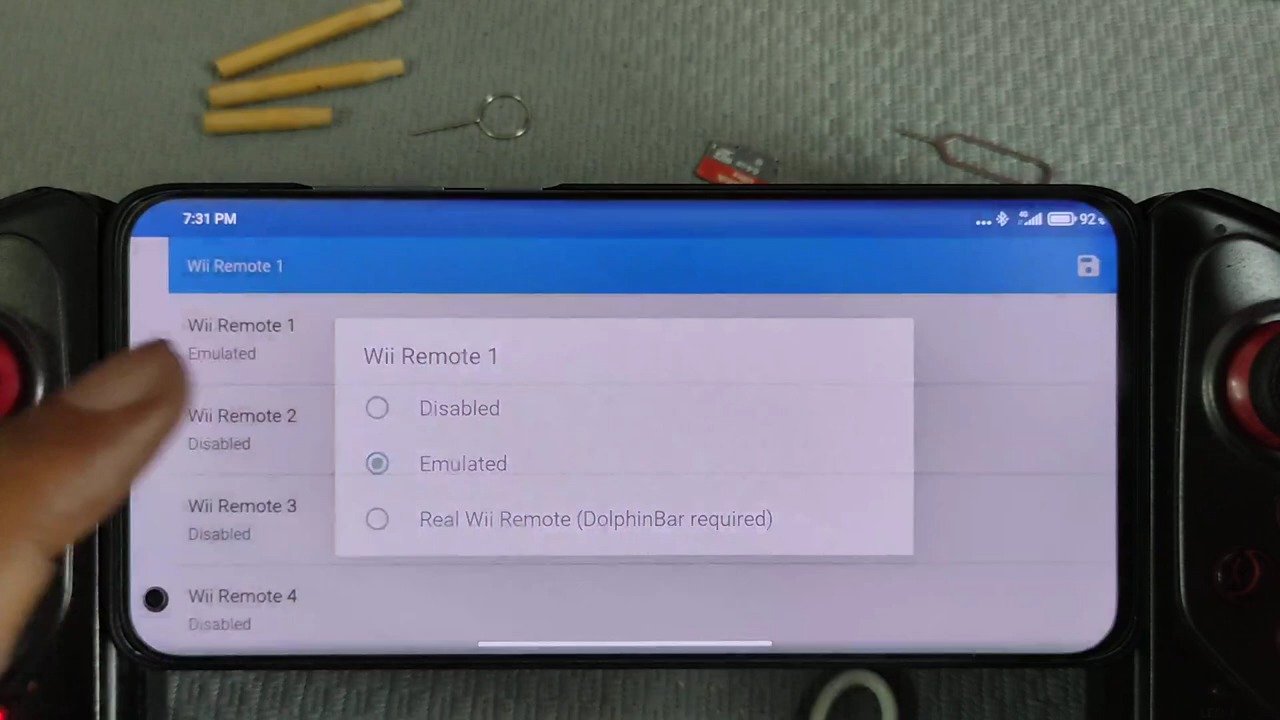 7:31 PM
4G
92%
Wii Remote 1
Wii Remote 1
Emulated
Wii Remote 2
Disabled
Wii Remote 3
Disabled
Wii Remote 4
Disabled
Wii Remote 1
Disabled
Emulated
Real Wii Remote (DolphinBar required)